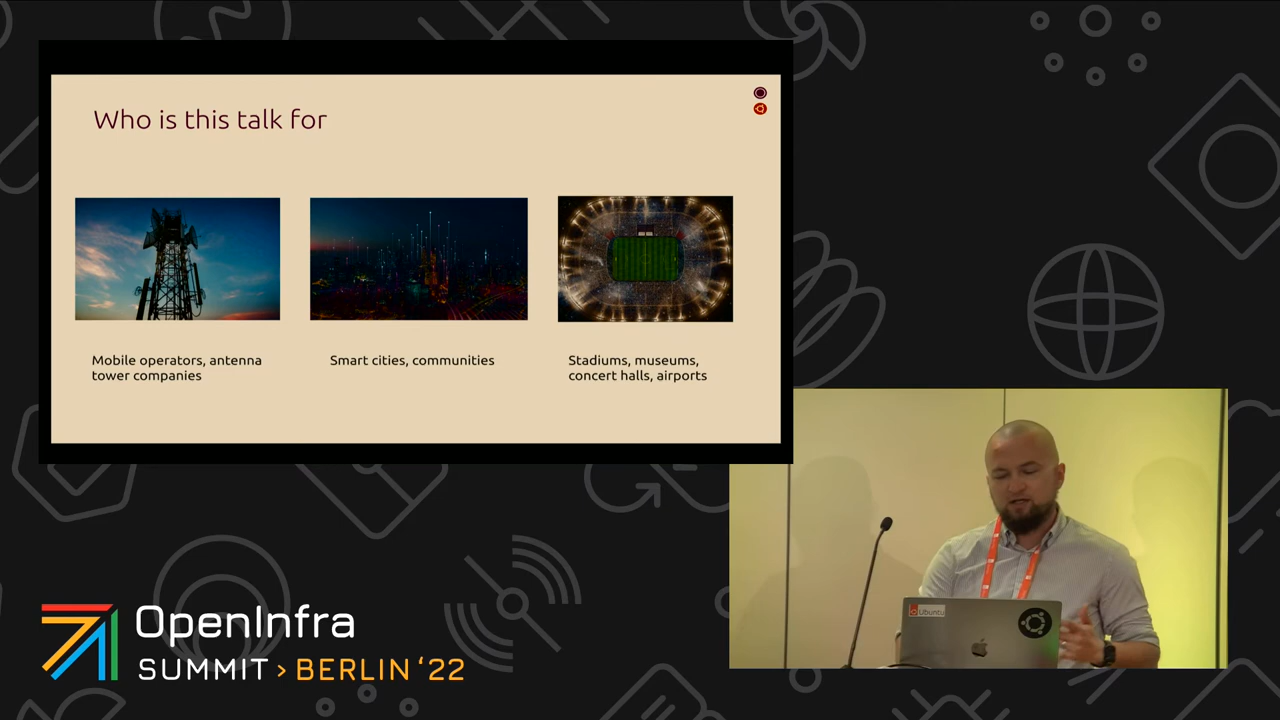 Who is this talk for
Mobile operators, antenna
tower companies
Smart cities, communities
Stadiums, museums,
concert halls, airports
OpenInfra
SUMMIT > BERLIN '22
Ubuntu